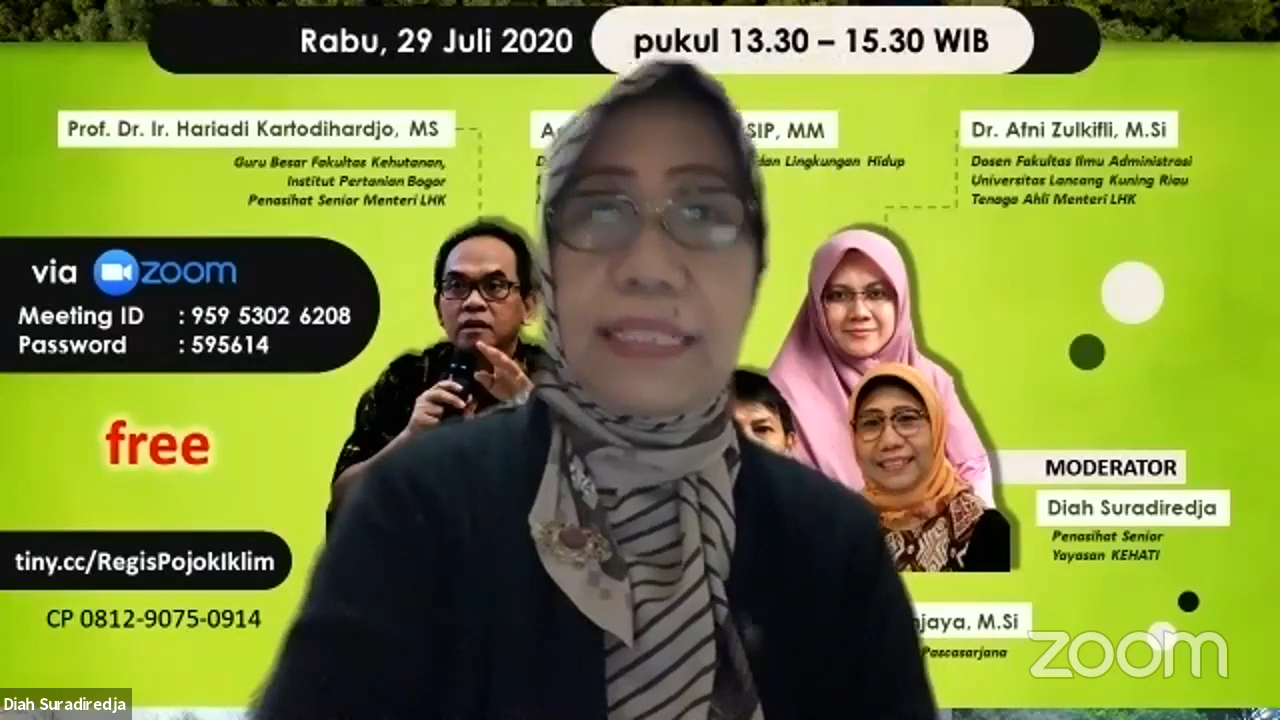 Rabu, 29 Juli 2020 pukul 13.30 – 15.30 WIB
Prof. Dr. Ir. Hariadi Kartodihardjo, MS
Guru Besar Fakultas Kehutanan,
Institut Pertanian Bogor
Penasihat Senior Menteri LHK
SIP, MM
dan Lingkungan Hidup
Dr. Afni Zulkifli, M.Si
Dosen Fakultas Ilmu Administrasi
Universitas Lancang Kuning Riau
Tenaga Ahli Menteri LHK
via zoom
Meeting ID : 959 5302 6208
Password : 595614
free
tiny.cc/RegisPojokIklim
CP 0812-9075-0914
MODERATOR
Diah Suradiredja
Penasihat Senior
Yayasan KEHATI
njaya, M.Si
Pascasarjana
zoom
Diah Suradiredja